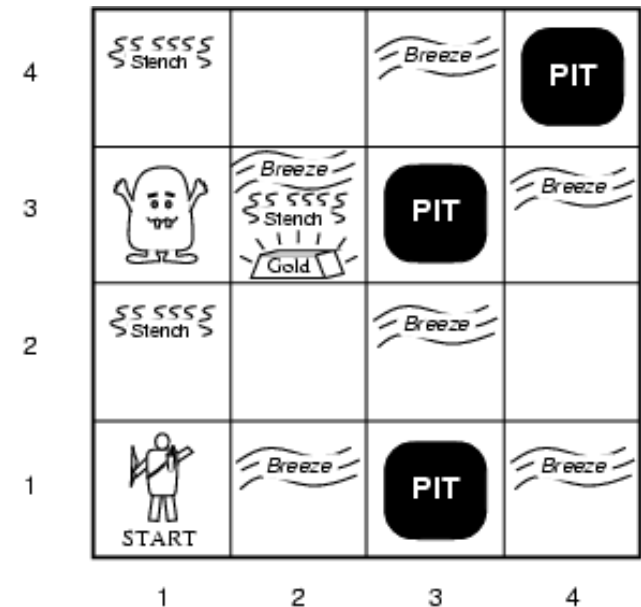 4
Stench
Breeze
PIT
3
Breeze
Stench
Gold
PIT
Breeze
2
Stench
Breeze
1
START
Breeze
PIT
Breeze
1 2 3 4